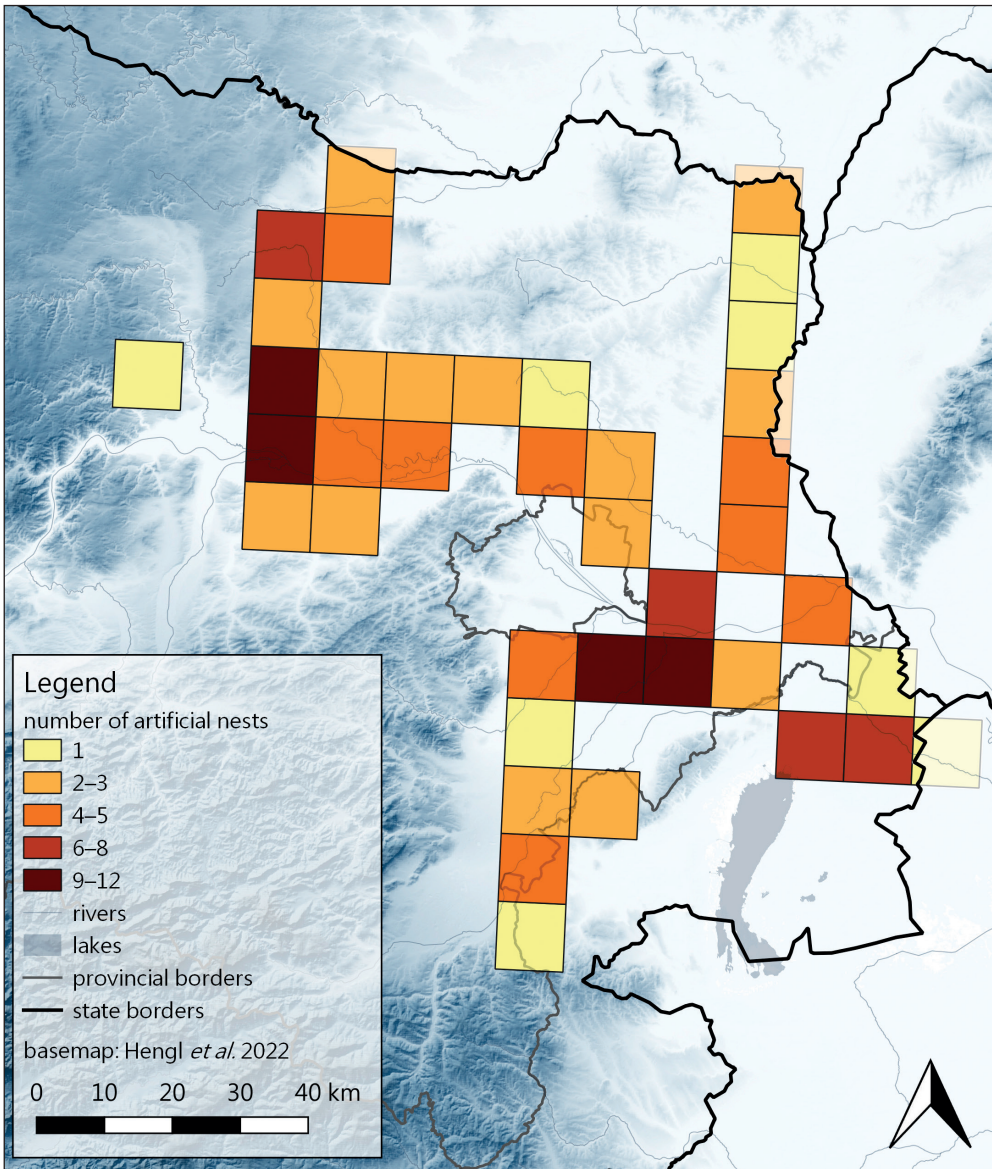 Legend
number of artificial nests
1
2–3
4–5
6–8
9–12
rivers
lakes
provincial borders
state borders
basemap: Hengl et al. 2022
0 10 20 30 40 km